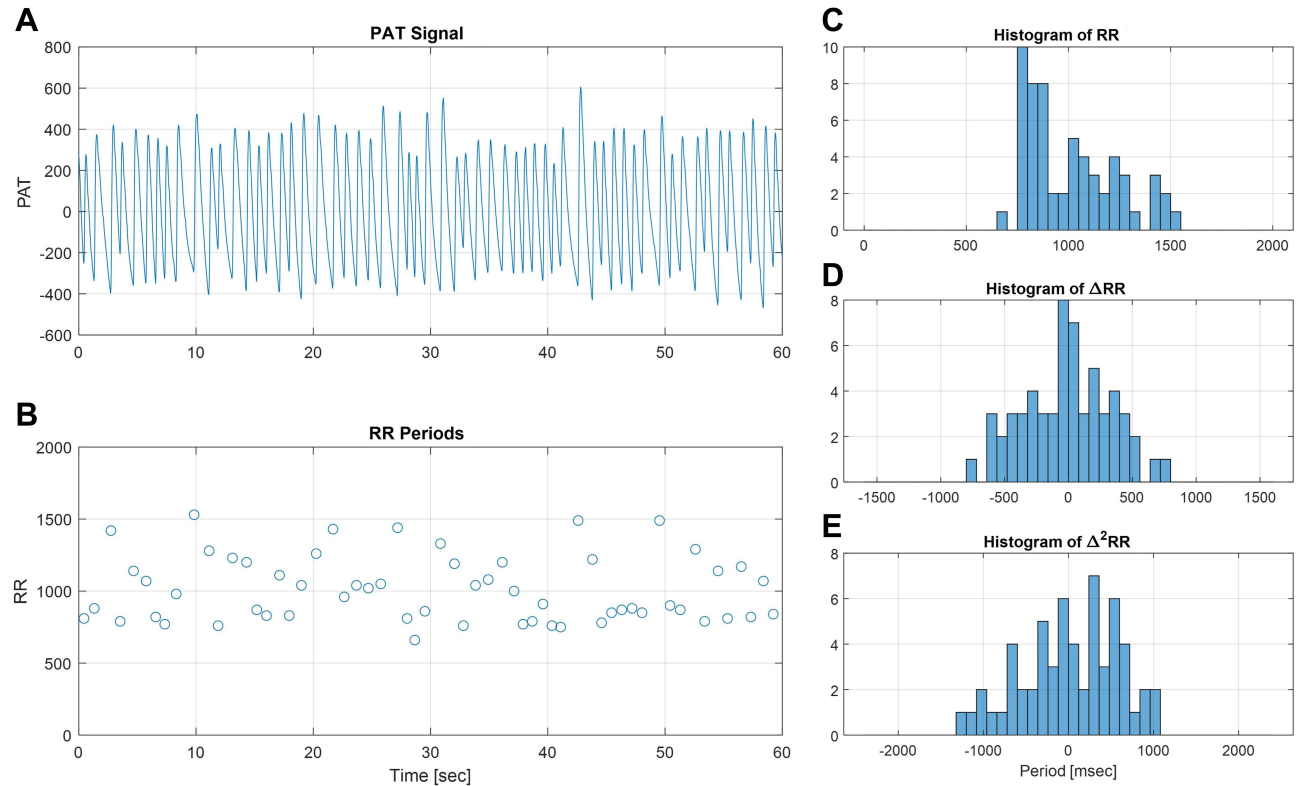 A
PAT Signal
800
600
400
200
0
-200
-400
-600
PAT
0 10 20 30 40 50 60
B
RR Periods
2000
1500
1000
500
0
RR
0 10 20 30 40 50 60
Time [sec]
C
Histogram of RR
10
8
6
4
2
0
0 500 1000 1500 2000
D
Histogram of ΔRR
8
6
4
2
0
-1500 -1000 -500 0 500 1000 1500
E
Histogram of Δ²RR
8
6
4
2
0
-2000 -1000 0 1000 2000
Period [msec]